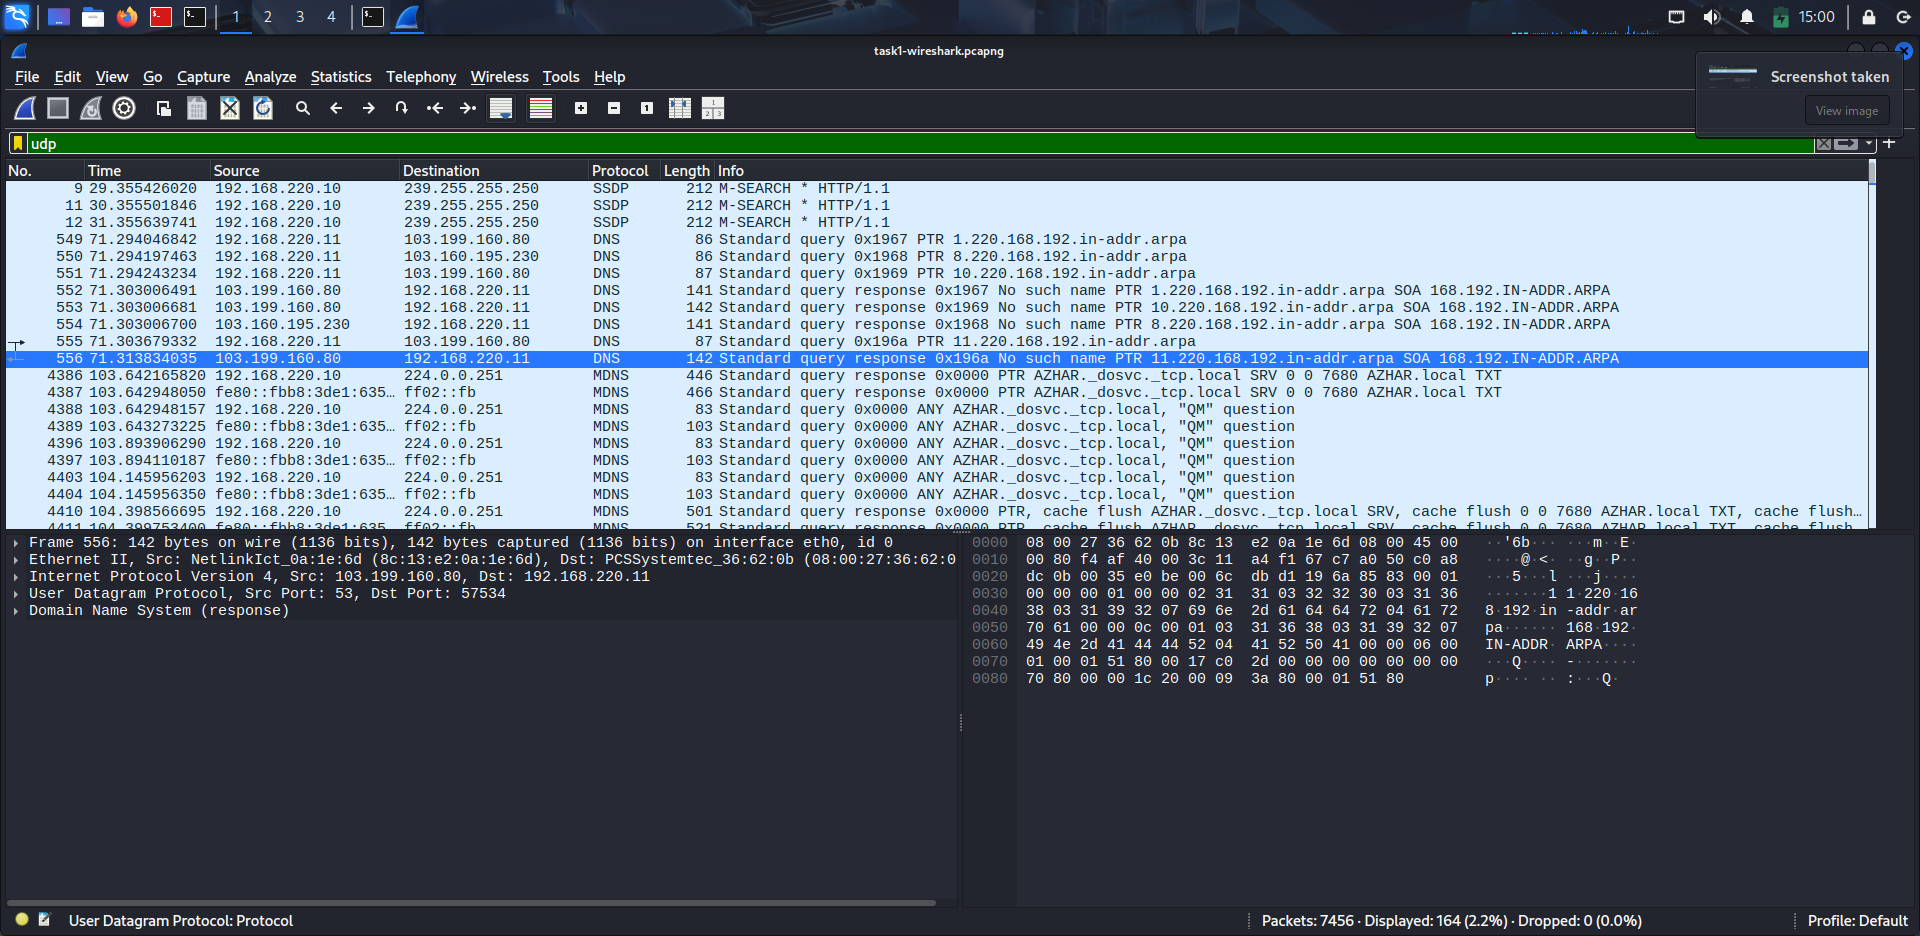 1 2 3 4 15:00
task1-wireshark.pcapng
File Edit View Go Capture Analyze Statistics Telephony Wireless Tools Help
Screenshot taken
View image
udp
No. Time Source Destination Protocol Length Info
9 29.355426020 192.168.220.10 239.255.255.250 SSDP 212 M-SEARCH * HTTP/1.1
11 30.355501846 192.168.220.10 239.255.255.250 SSDP 212 M-SEARCH * HTTP/1.1
12 31.355639741 192.168.220.10 239.255.255.250 SSDP 212 M-SEARCH * HTTP/1.1
549 71.294046842 192.168.220.11 103.199.160.80 DNS 86 Standard query 0x1967 PTR 1.220.168.192.in-addr.arpa
550 71.294197463 192.168.220.11 103.160.195.230 DNS 86 Standard query 0x1968 PTR 8.220.168.192.in-addr.arpa
551 71.294243234 192.168.220.11 103.199.160.80 DNS 87 Standard query 0x1969 PTR 10.220.168.192.in-addr.arpa
552 71.303006491 103.199.160.80 192.168.220.11 DNS 141 Standard query response 0x1967 No such name PTR 1.220.168.192.in-addr.arpa SOA 168.192.IN-ADDR.ARPA
553 71.303006681 103.199.160.80 192.168.220.11 DNS 142 Standard query response 0x1969 No such name PTR 10.220.168.192.in-addr.arpa SOA 168.192.IN-ADDR.ARPA
554 71.303006700 103.160.195.230 192.168.220.11 DNS 141 Standard query response 0x1968 No such name PTR 8.220.168.192.in-addr.arpa SOA 168.192.IN-ADDR.ARPA
555 71.303679332 192.168.220.11 103.199.160.80 DNS 87 Standard query 0x196a PTR 11.220.168.192.in-addr.arpa
556 71.313834035 103.199.160.80 192.168.220.11 DNS 142 Standard query response 0x196a No such name PTR 11.220.168.192.in-addr.arpa SOA 168.192.IN-ADDR.ARPA
4386 103.642165820 192.168.220.10 224.0.0.251 MDNS 446 Standard query response 0x0000 PTR AZHAR._dosvc._tcp.local SRV 0 0 7680 AZHAR.local TXT
4387 103.642948050 fe80::fbb8:3de1:635… ff02::fb MDNS 466 Standard query response 0x0000 PTR AZHAR._dosvc._tcp.local SRV 0 0 7680 AZHAR.local TXT
4388 103.642948157 192.168.220.10 224.0.0.251 MDNS 83 Standard query 0x0000 ANY AZHAR._dosvc._tcp.local, "QM" question
4389 103.643273225 fe80::fbb8:3de1:635… ff02::fb MDNS 103 Standard query 0x0000 ANY AZHAR._dosvc._tcp.local, "QM" question
4396 103.893906290 192.168.220.10 224.0.0.251 MDNS 83 Standard query 0x0000 ANY AZHAR._dosvc._tcp.local, "QM" question
4397 103.894110187 fe80::fbb8:3de1:635… ff02::fb MDNS 103 Standard query 0x0000 ANY AZHAR._dosvc._tcp.local, "QM" question
4403 104.145956203 192.168.220.10 224.0.0.251 MDNS 83 Standard query 0x0000 ANY AZHAR._dosvc._tcp.local, "QM" question
4404 104.145956350 fe80::fbb8:3de1:635… ff02::fb MDNS 103 Standard query 0x0000 ANY AZHAR._dosvc._tcp.local, "QM" question
4410 104.398566695 192.168.220.10 224.0.0.251 MDNS 501 Standard query response 0x0000 PTR, cache flush AZHAR._dosvc._tcp.local SRV, cache flush 0 0 7680 AZHAR.local TXT, cache flush…
4411 104.399753400 fe80::fbb8:3de1:635… ff02::fb MDNS 521 Standard query response 0x0000 PTR, cache flush AZHAR._dosvc._tcp.local SRV, cache flush 0 0 7680 AZHAR.local TXT, cache flush…
Frame 556: 142 bytes on wire (1136 bits), 142 bytes captured (1136 bits) on interface eth0, id 0
Ethernet II, Src: NetlinkIct_0a:1e:6d (8c:13:e2:0a:1e:6d), Dst: PCSSystemtec_36:62:0b (08:00:27:36:62:0
Internet Protocol Version 4, Src: 103.199.160.80, Dst: 192.168.220.11
User Datagram Protocol, Src Port: 53, Dst Port: 57534
Domain Name System (response)
0000 08 00 27 36 62 0b 8c 13 e2 0a 1e 6d 08 00 45 00 ··'6b··· ···m··E·
0010 00 80 f4 af 40 00 3c 11 a4 f1 67 c7 a0 50 c0 a8 ····@·<· ··g··P··
0020 dc 0b 00 35 e0 be 00 6c db d1 19 6a 85 83 00 01 ···5···l ···j····
0030 00 00 00 01 00 00 02 31 31 03 32 32 30 03 31 36 ·······1 1·220·16
0040 38 03 31 39 32 07 69 6e 2d 61 64 64 72 04 61 72 8·192·in -addr·ar
0050 70 61 00 00 0c 00 01 03 31 36 38 03 31 39 32 07 pa······ 168·192·
0060 49 4e 2d 41 44 44 52 04 41 52 50 41 00 00 06 00 IN-ADDR· ARPA····
0070 01 00 01 51 80 00 17 c0 2d 00 00 00 00 00 00 00 ···Q···· -·······
0080 70 80 00 00 1c 20 00 09 3a 80 00 01 51 80 p···· ·· :···Q·
User Datagram Protocol: Protocol
Packets: 7456 · Displayed: 164 (2.2%) · Dropped: 0 (0.0%)
Profile: Default